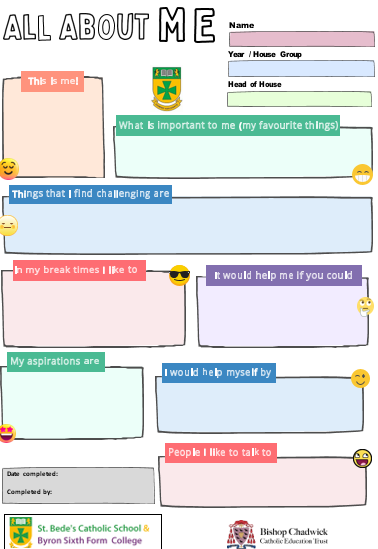 ALL ABOUT ME
Name
Year / House Group
Head of House
This is me!
What is important to me (my favourite things)
Things that I find challenging are
In my break times I like to
It would help me if you could
My aspirations are
I would help myself by
People I like to talk to
Date completed:
Completed by:
St. Bede's Catholic School &
Byron Sixth Form College
Bishop Chadwick
Catholic Education Trust